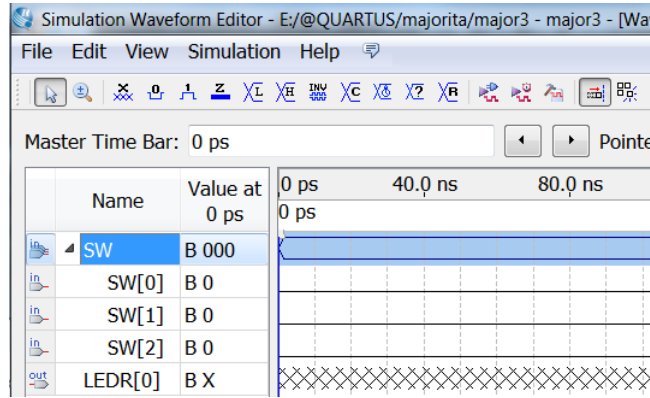 Simulation Waveform Editor - E:/@QUARTUS/majorita/major3 - major3 - [Wa
File Edit View Simulation Help
Master Time Bar: 0 ps Pointe
Name Value at 0 ps 0 ps 40.0 ns 80.0 ns
0 ps
SW B 000
SW[0] B 0
SW[1] B 0
SW[2] B 0
LEDR[0] B X